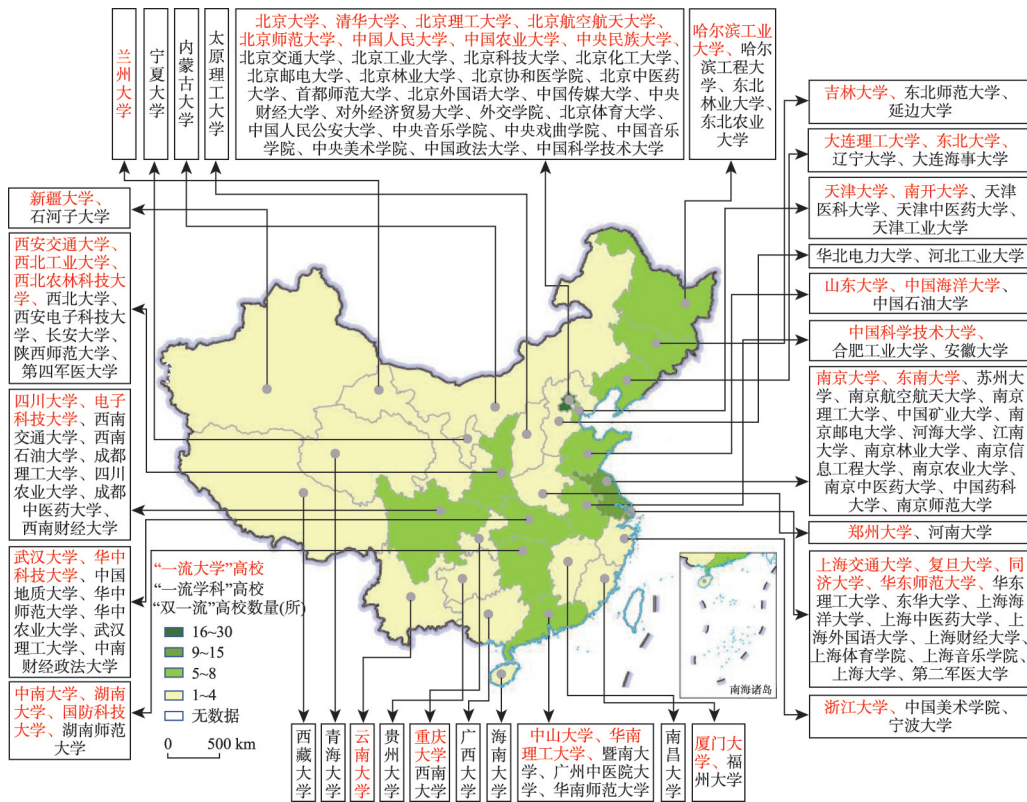 兰州大学
宁夏大学
内蒙古大学
太原理工大学
北京大学、清华大学、北京理工大学、北京航空航天大学、
北京师范大学、中国人民大学、中国农业大学、中央民族大学、
北京交通大学、北京工业大学、北京科技大学、北京化工大学、
北京邮电大学、北京林业大学、北京协和医学院、北京中医药
大学、首都师范大学、北京外国语大学、中国传媒大学、中央
财经大学、对外经济贸易大学、外交学院、北京体育大学、
中国人民公安大学、中央音乐学院、中央戏曲学院、中国音乐
学院、中央美术学院、中国政法大学、中国科学技术大学
哈尔滨工业
大学、哈尔
滨工程大
学、东北
林业大学、
东北农业
大学
吉林大学、东北师范大学、
延边大学
大连理工大学、东北大学、
辽宁大学、大连海事大学
天津大学、南开大学、天津
医科大学、天津中医药大学、
天津工业大学
华北电力大学、河北工业大学
山东大学、中国海洋大学、
中国石油大学
中国科学技术大学、
合肥工业大学、安徽大学
南京大学、东南大学、苏州大
学、南京航空航天大学、南京
理工大学、中国矿业大学、南
京邮电大学、河海大学、江南
大学、南京林业大学、南京信
息工程大学、南京农业大学、
南京中医药大学、中国药科
大学、南京师范大学
郑州大学、河南大学
上海交通大学、复旦大学、同
济大学、华东师范大学、华东
理工大学、东华大学、上海海
洋大学、上海中医药大学、上
海外国语大学、上海财经大学、
上海体育学院、上海音乐学院、
上海大学、第二军医大学
浙江大学、中国美术学院、
宁波大学
新疆大学、
石河子大学
西安交通大学、
西北工业大学、
西北农林科技大
学、西北大学、
西安电子科技大
学、长安大学、
陕西师范大学、
第四军医大学
四川大学、电子
科技大学、西南
交通大学、西南
石油大学、成都
理工大学、四川
农业大学、成都
中医药大学、
西南财经大学
武汉大学、华中
科技大学、中国
地质大学、华中
师范大学、华中
农业大学、武汉
理工大学、中南
财经政法大学
中南大学、湖南
大学、国防科技
大学、湖南师范
大学
“一流大学”高校
“一流学科”高校
“双一流”高校数量(所)
16~30
9~15
5~8
1~4
无数据
0 500 km
南海诸岛
西藏大学
青海大学
云南大学
贵州大学
重庆
大学
西南
大学
广西大学
海南大学
中山大学、华南
理工大学、暨南大
学、广州中医院大
学、华南师范大学
南昌大学
厦门大
学、福
州大学